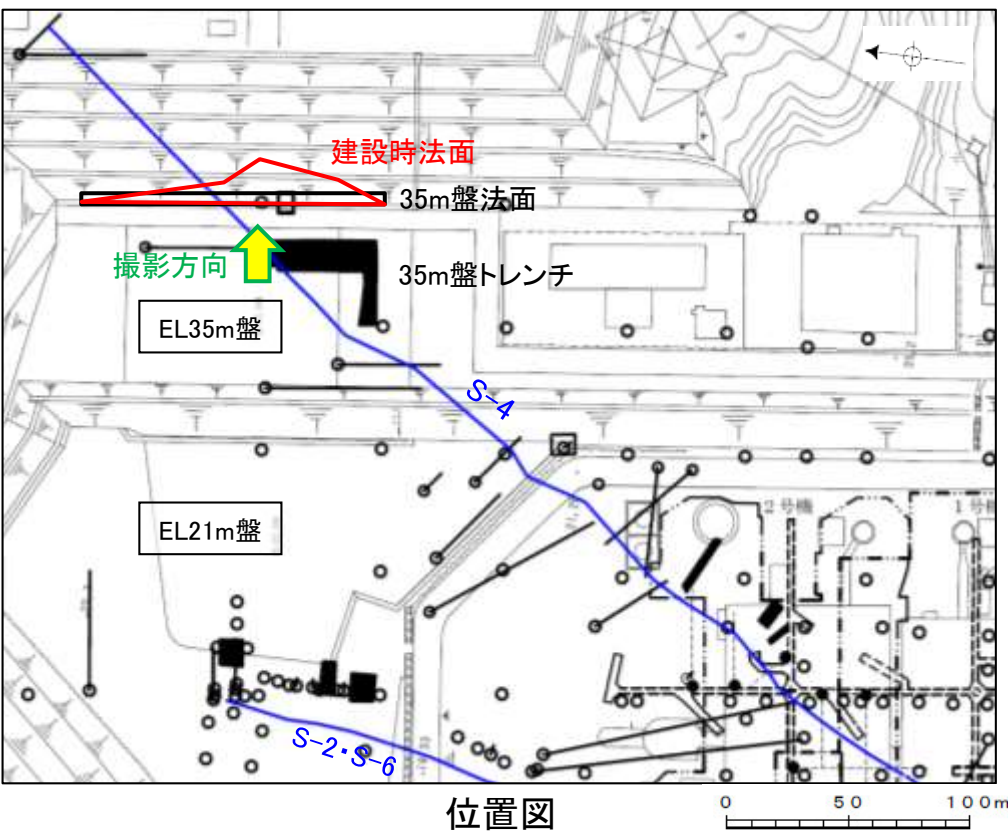 建設時法面
35m盤法面
撮影方向
35m盤トレンチ
EL35m盤
S-4
EL21m盤
2号機
1号機
S-2・S-6
位置図
0 50 100m